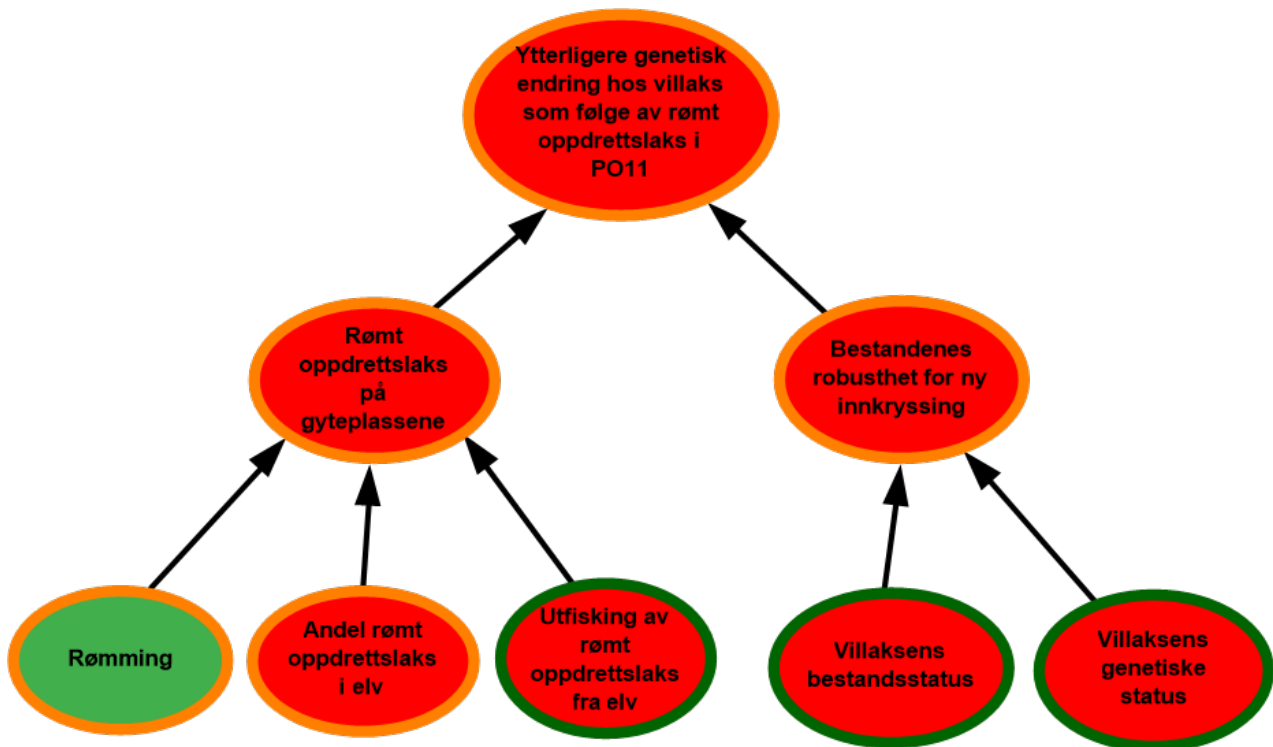 Ytterligere genetisk
endring hos villaks
som følge av rømt
oppdrettslaks i
PO11
Rømt
oppdrettslaks
på
gyteplassene
Bestandenes
robusthet for ny
innkryssing
Rømming
Andel rømt
oppdrettslaks
i elv
Utfisking av
rømt
oppdrettslaks
fra elv
Villaksens
bestandsstatus
Villaksens
genetiske
status